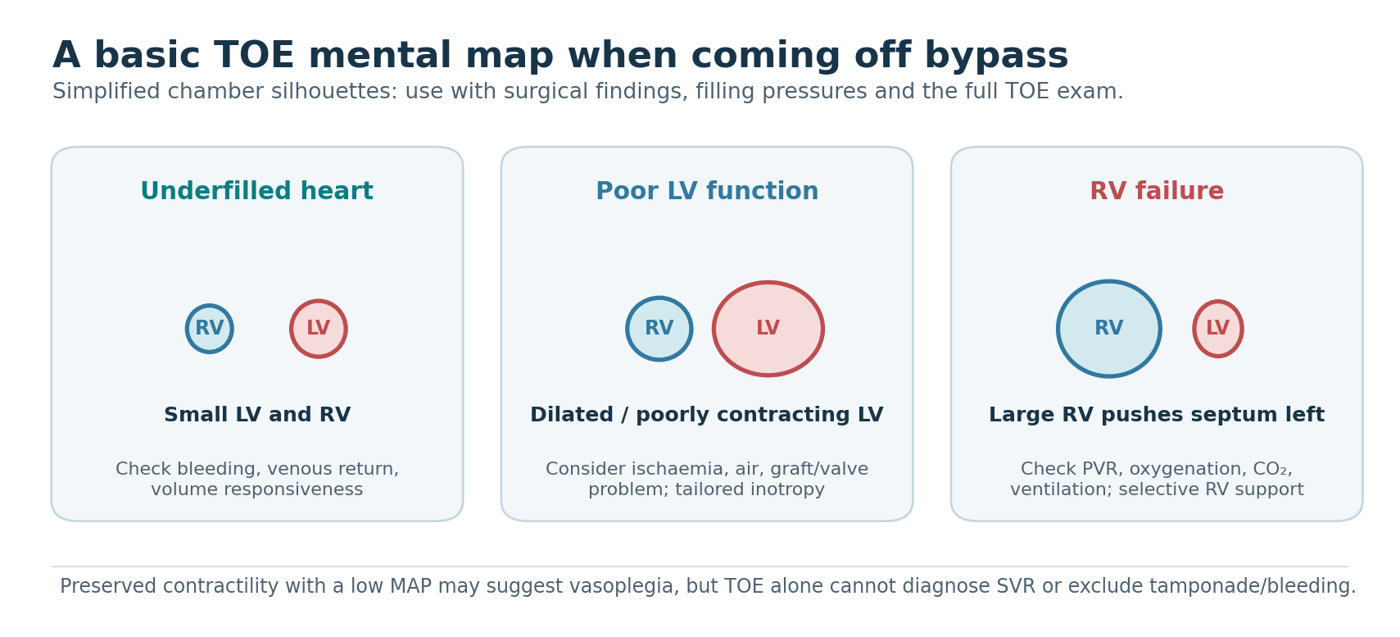 A basic TOE mental map when coming off bypass
Simplified chamber silhouettes: use with surgical findings, filling pressures and the full TOE exam.
Underfilled heart
RV
LV
Small LV and RV
Check bleeding, venous return,
volume responsiveness
Poor LV function
RV
LV
Dilated / poorly contracting LV
Consider ischaemia, air, graft/valve
problem; tailored inotropy
RV failure
RV
LV
Large RV pushes septum left
Check PVR, oxygenation, CO₂,
ventilation; selective RV support
Preserved contractility with a low MAP may suggest vasoplegia, but TOE alone cannot diagnose SVR or exclude tamponade/bleeding.